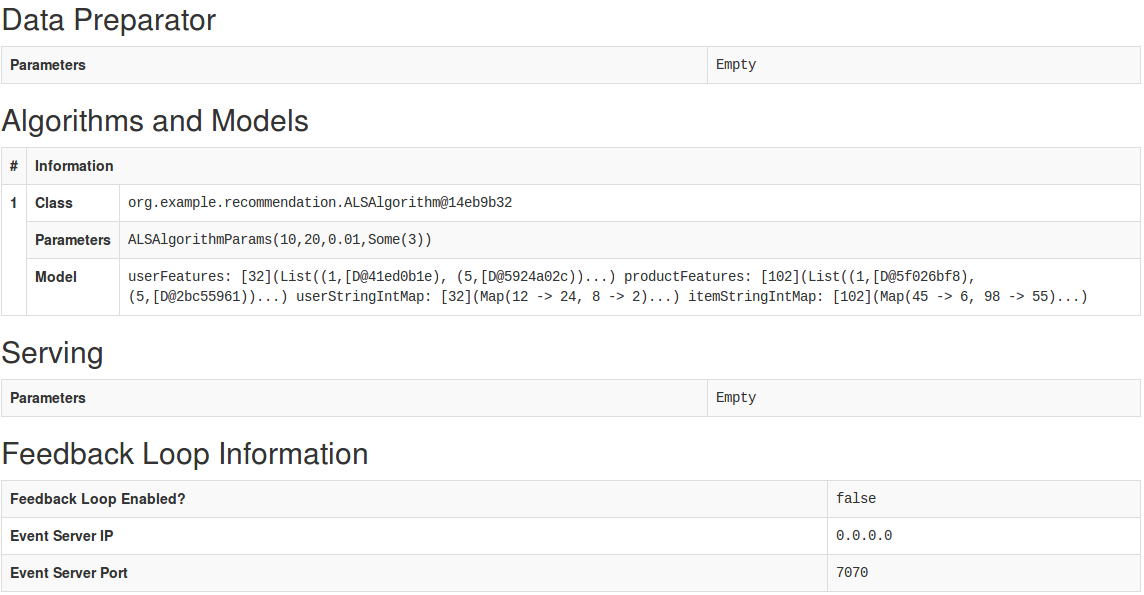 Data Preparator
Parameters Empty
Algorithms and Models
# Information
1 Class org.example.recommendation.ALSAlgorithm@14eb9b32
Parameters ALSAlgorithmParams(10,20,0.01,Some(3))
Model userFeatures: [32](List((1,[D@41ed0b1e), (5,[D@5924a02c))...) productFeatures: [102](List((1,[D@5f026bf8),
(5,[D@2bc55961))...) userStringIntMap: [32](Map(12 -> 24, 8 -> 2)...) itemStringIntMap: [102](Map(45 -> 6, 98 -> 55)...)
Serving
Parameters Empty
Feedback Loop Information
Feedback Loop Enabled? false
Event Server IP 0.0.0.0
Event Server Port 7070